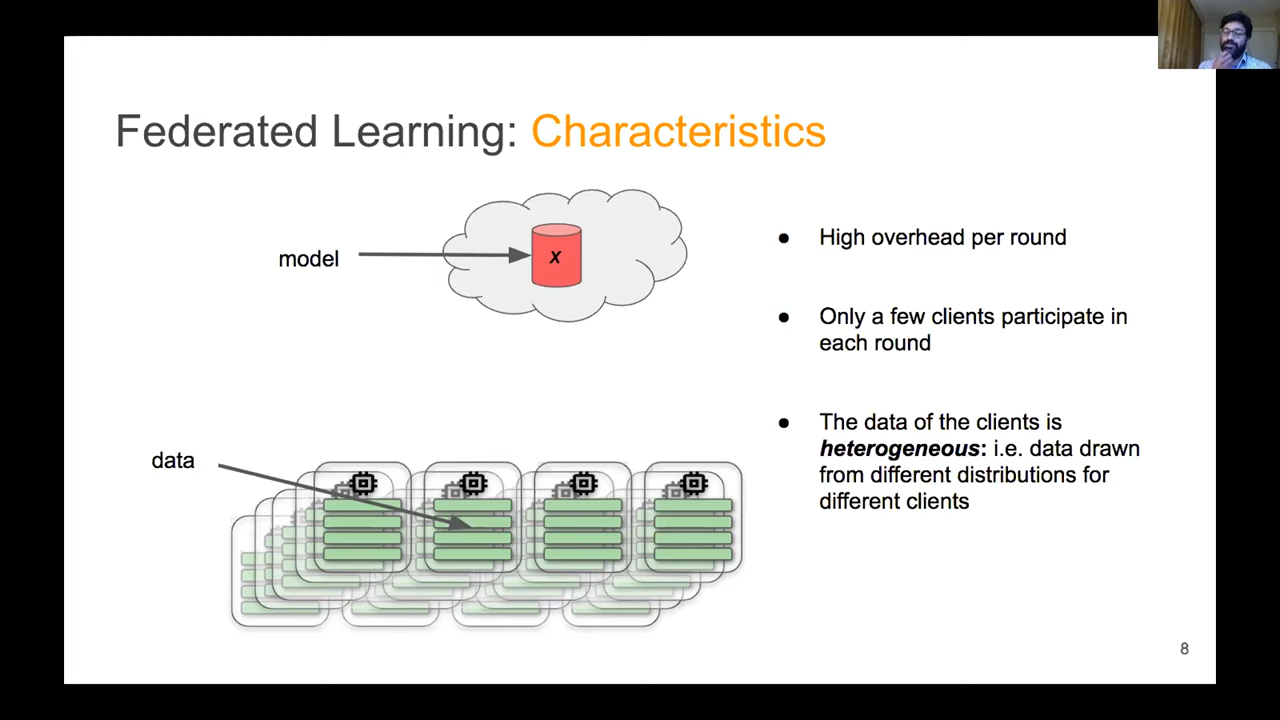 Federated Learning: Characteristics
model
x
data
● High overhead per round
● Only a few clients participate in
each round
● The data of the clients is
heterogeneous: i.e. data drawn
from different distributions for
different clients
8